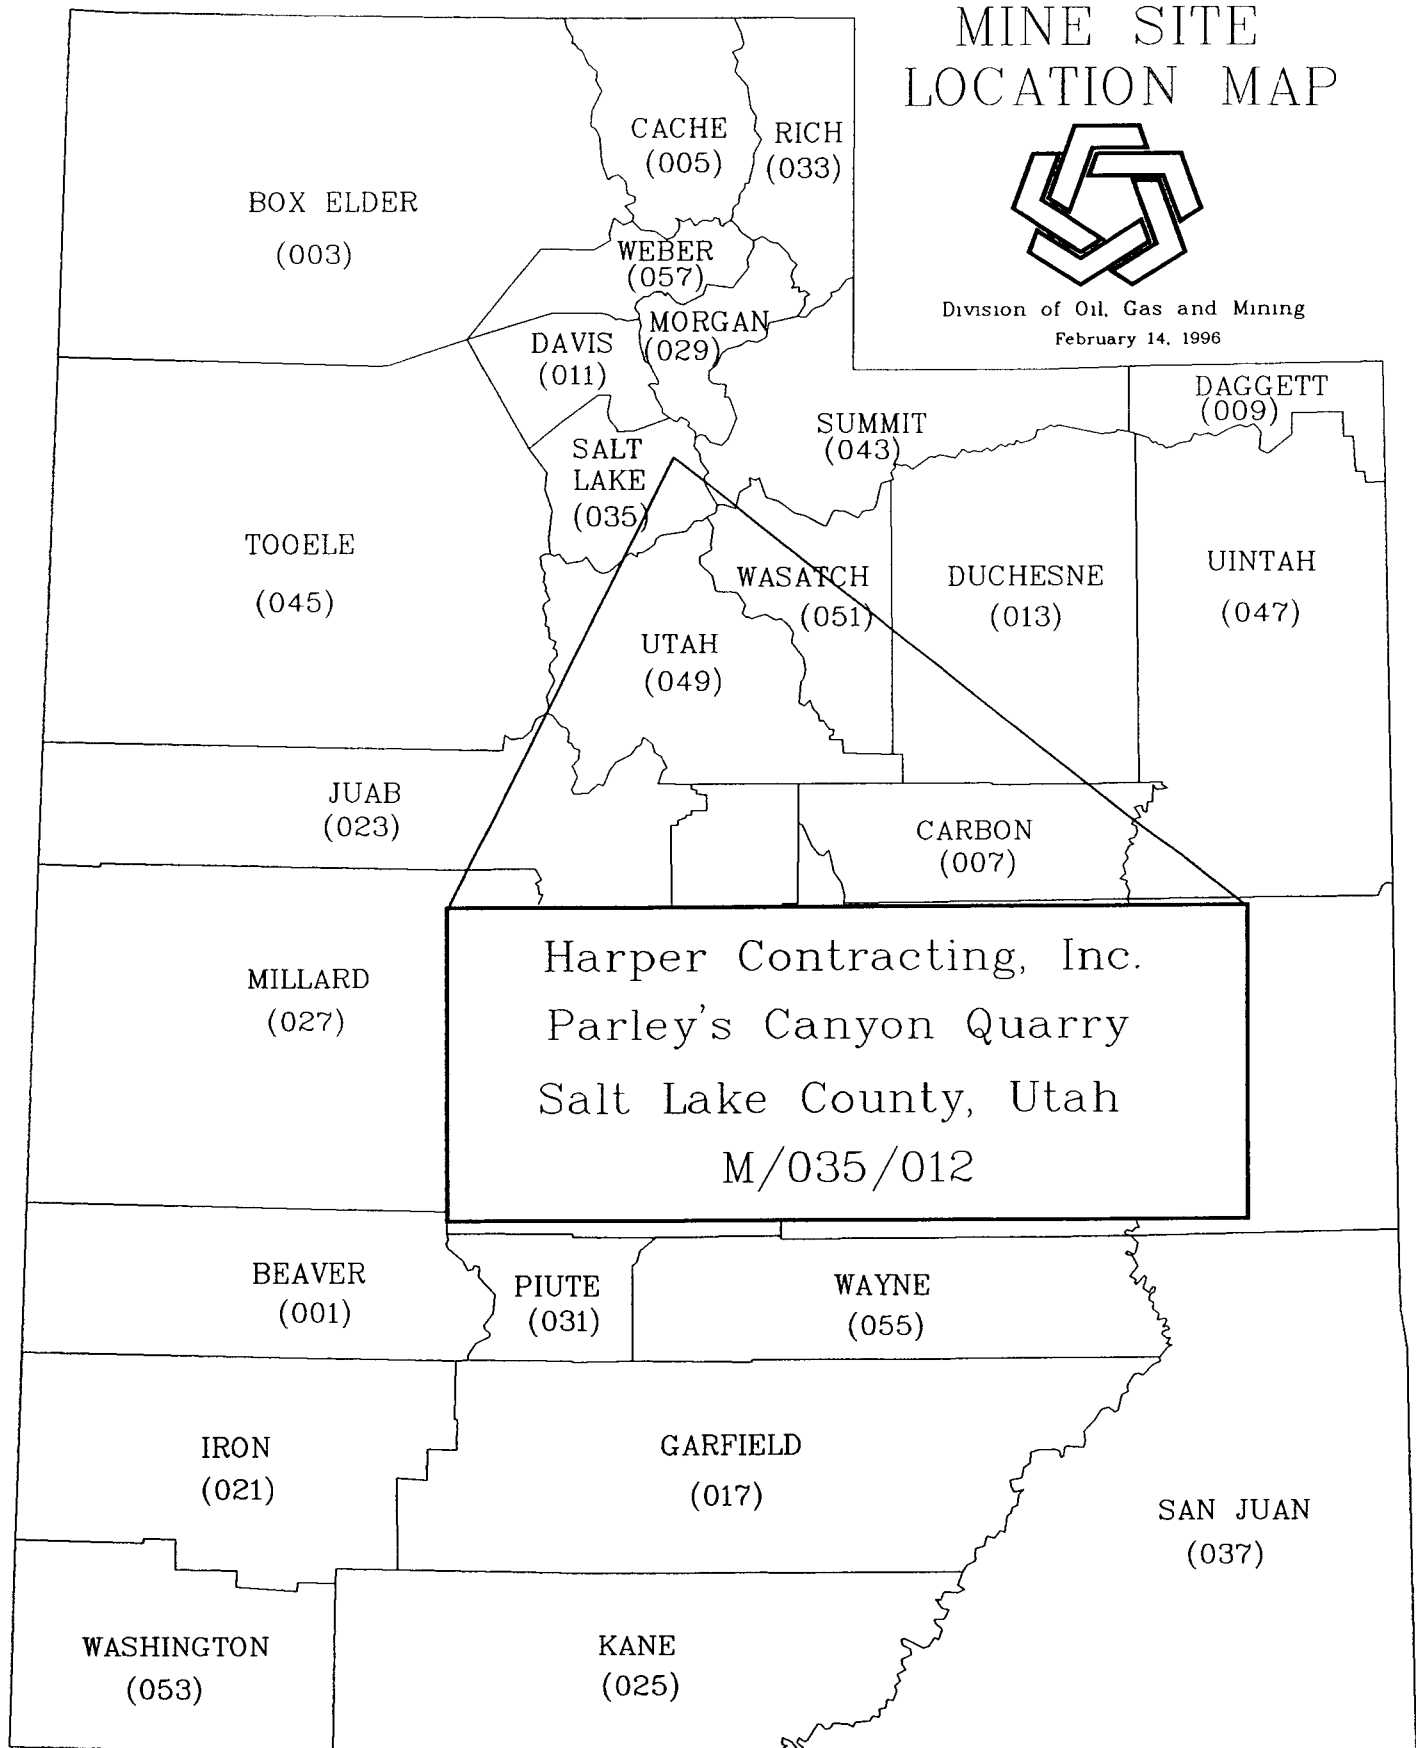 MINE SITE
LOCATION MAP
Division of Oil, Gas and Mining
February 14, 1996
CACHE
(005)
RICH
(033)
BOX ELDER
(003)
WEBER
(057)
MORGAN
(029)
DAVIS
(011)
DAGGETT
(009)
SUMMIT
(043)
SALT
LAKE
(035)
TOOELE
(045)
WASATCH
(051)
DUCHESNE
(013)
UINTAH
(047)
UTAH
(049)
JUAB
(023)
CARBON
(007)
MILLARD
(027)
Harper Contracting, Inc.
Parley's Canyon Quarry
Salt Lake County, Utah
M/035/012
BEAVER
(001)
PIUTE
(031)
WAYNE
(055)
IRON
(021)
GARFIELD
(017)
SAN JUAN
(037)
WASHINGTON
(053)
KANE
(025)